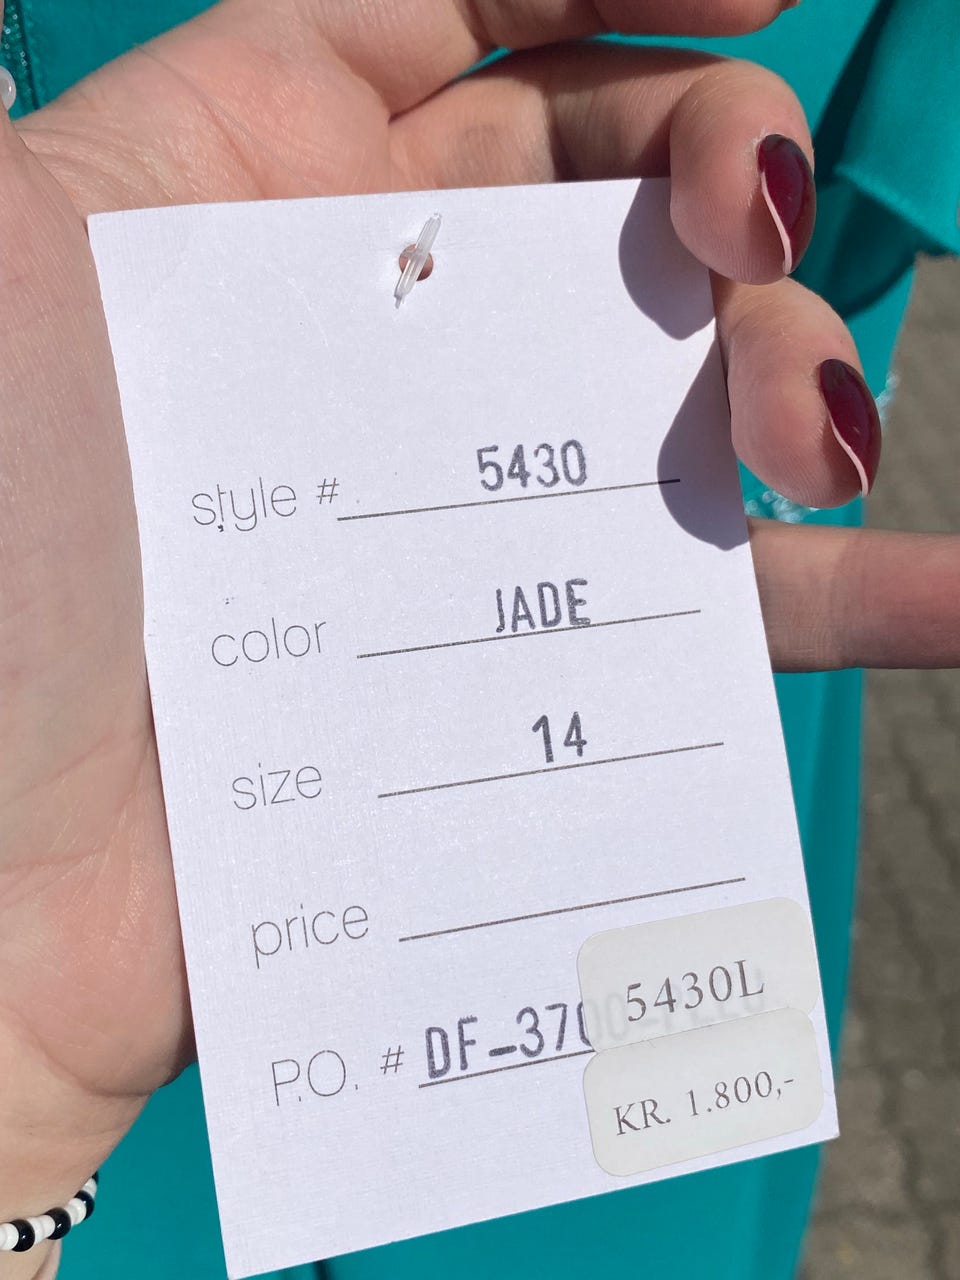 style # 5430
color JADE
size 14
price
P.O. # DF-370
5430L
KR. 1.800,-